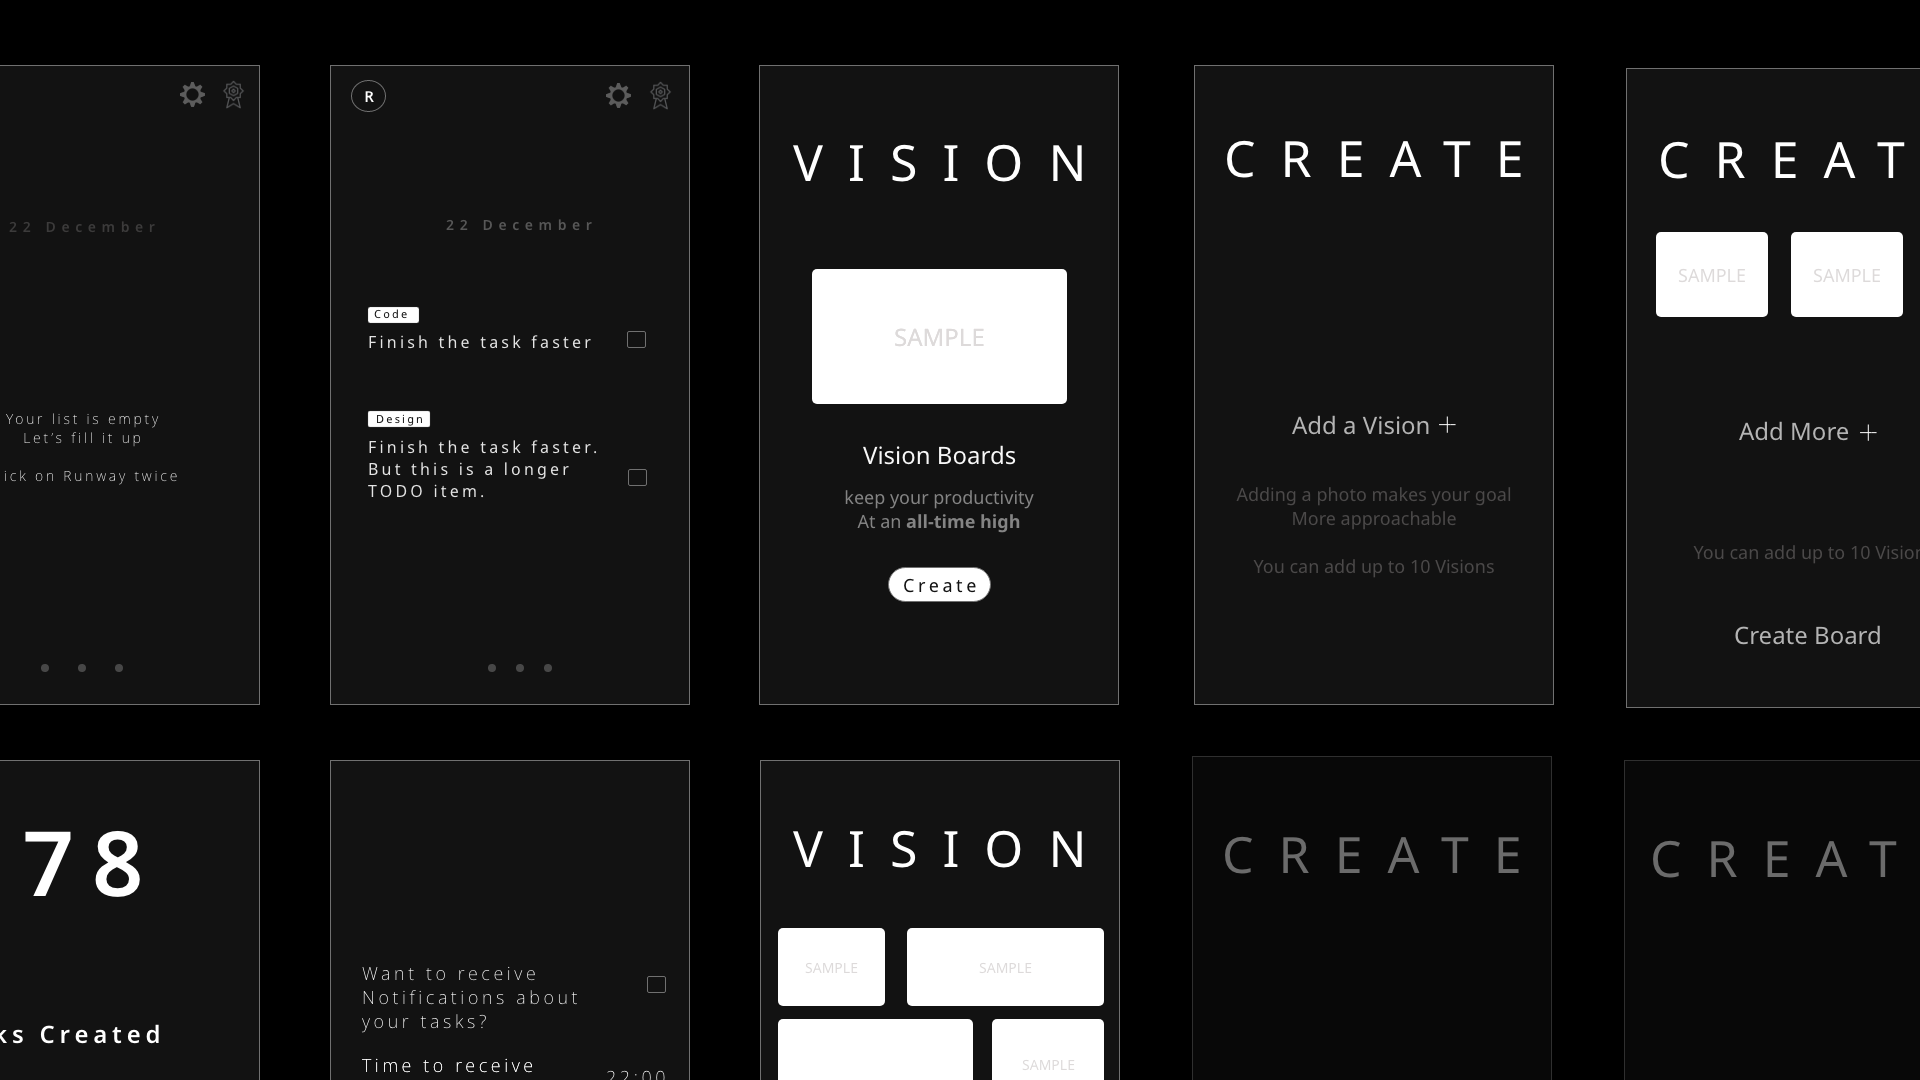 22 December
Your list is empty
Let's fill it up
ick on Runway twice
R
22 December
Code
Finish the task faster
Design
Finish the task faster.
But this is a longer
TODO item.
VISION
SAMPLE
Vision Boards
keep your productivity
At an all-time high
Create
CREATE
Add a Vision +
Adding a photo makes your goal
More approachable
You can add up to 10 Visions
CREAT
SAMPLE SAMPLE
Add More +
You can add up to 10 Vision
Create Board
78
ks Created
Want to receive
Notifications about
your tasks?
Time to receive
22:00
VISION
SAMPLE SAMPLE
SAMPLE
CREATE
CREAT